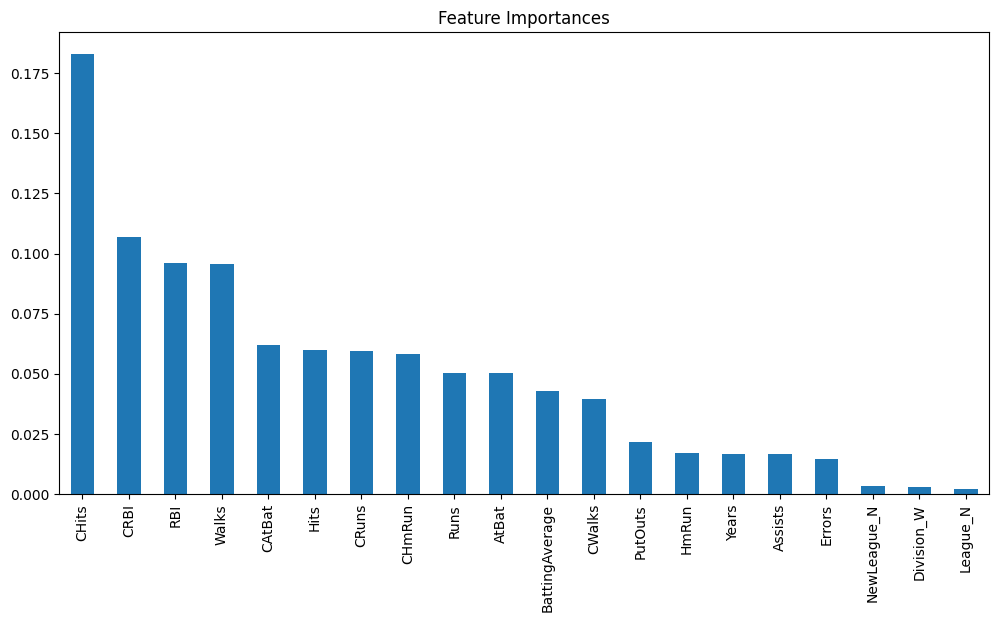 Feature Importances
0.175
0.150
0.125
0.100
0.075
0.050
0.025
0.000
CHits
CRBI
RBI
Walks
CAtBat
Hits
CRuns
CHmRun
Runs
AtBat
BattingAverage
CWalks
PutOuts
HmRun
Years
Assists
Errors
NewLeague_N
Division_W
League_N